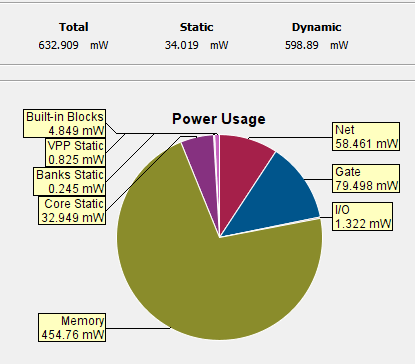 Total Static Dynamic
632.909 mW 34.019 mW 598.89 mW
Power Usage
Built-in Blocks
4.849 mW
VPP Static
0.825 mW
Banks Static
0.245 mW
Core Static
32.949 mW
Net
58.461 mW
Gate
79.498 mW
I/O
1.322 mW
Memory
454.76 mW